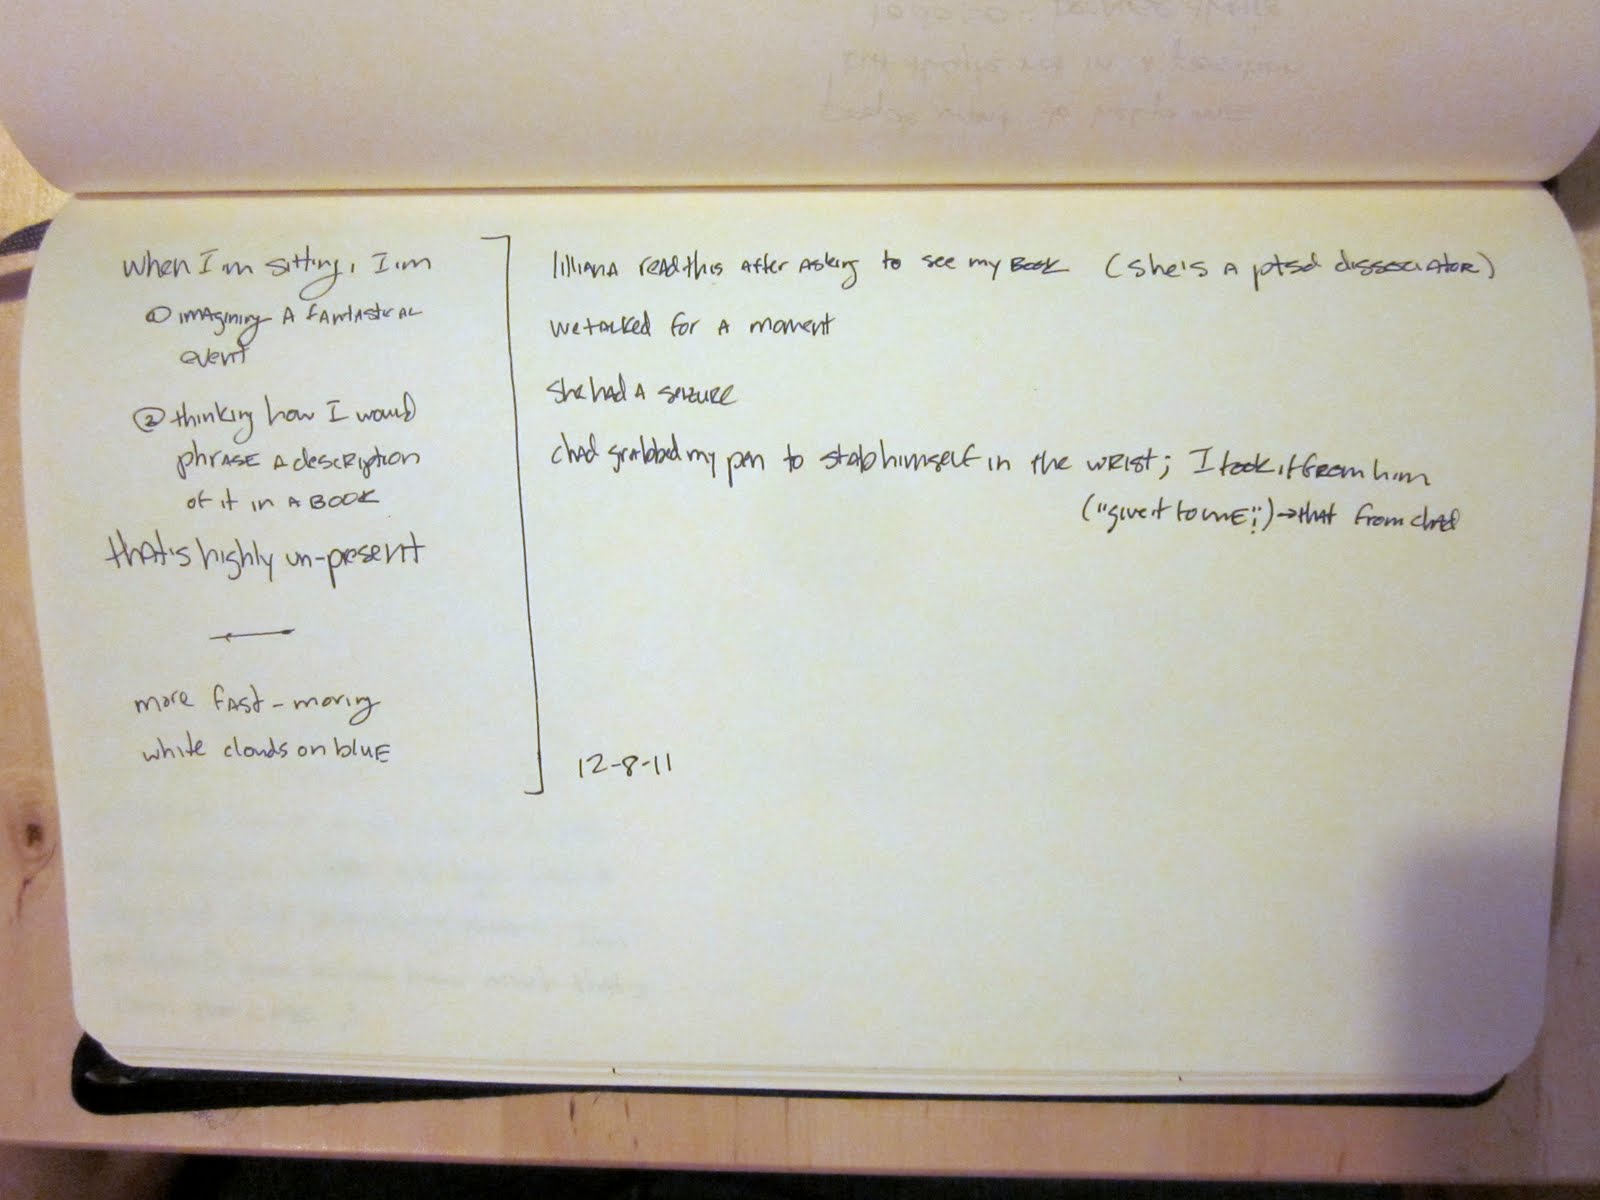 when I'm sitting, I'm
① imagining a fantastical
event
② thinking how I would
phrase a description
of it in a book
that's highly un-present
more fast-moving
white clouds on blue
lilliana read this after asking to see my book (she's a ptsd dissociator)
we talked for a moment
she had a seizure
chad grabbed my pen to stab himself in the wrist; I took it from him
("give it to me!") → that from chad
12-8-11